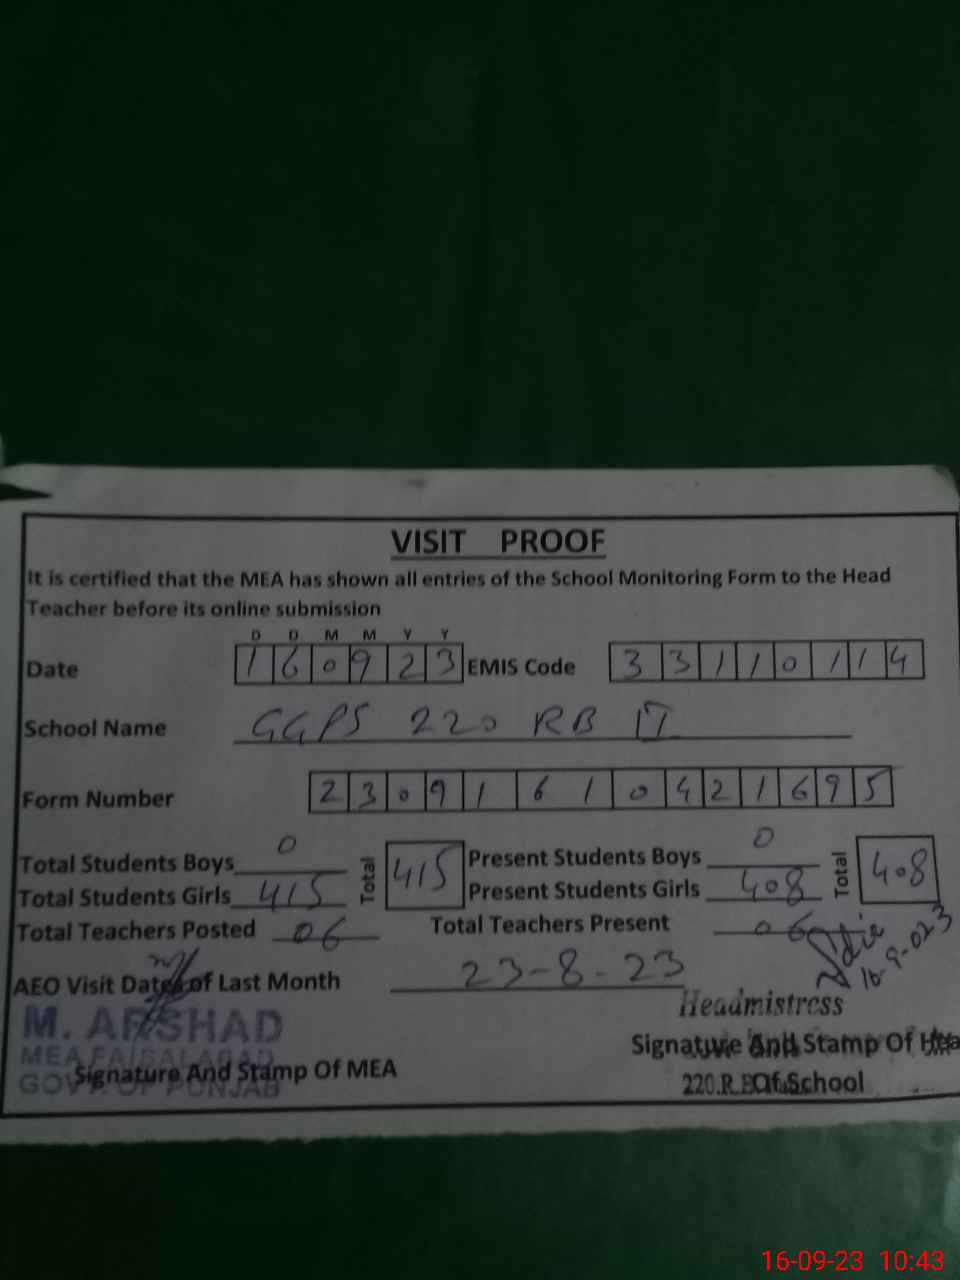 VISIT PROOF
It is certified that the MEA has shown all entries of the School Monitoring Form to the Head
Teacher before its online submission
D D M M Y Y
Date 1 6 0 9 2 3 EMIS Code 3 3 1 1 0 1 1 4
School Name GGPS 220 RB II
Form Number 2 3 0 9 1 6 1 0 4 2 1 6 9 5
Total Students Boys 0 Total 415 Present Students Boys 0 Total 408
Total Students Girls 415 Present Students Girls 408
Total Teachers Posted 06 Total Teachers Present 06
16-9-023
AEO Visit Dates of Last Month 23-8-23
M. ARSHAD
MEA FAISALABAD
GOVT. OF PUNJAB
Signature And Stamp Of MEA
Headmistress
Signature And Stamp Of
220.R.B
Of School
16-09-23 10:43